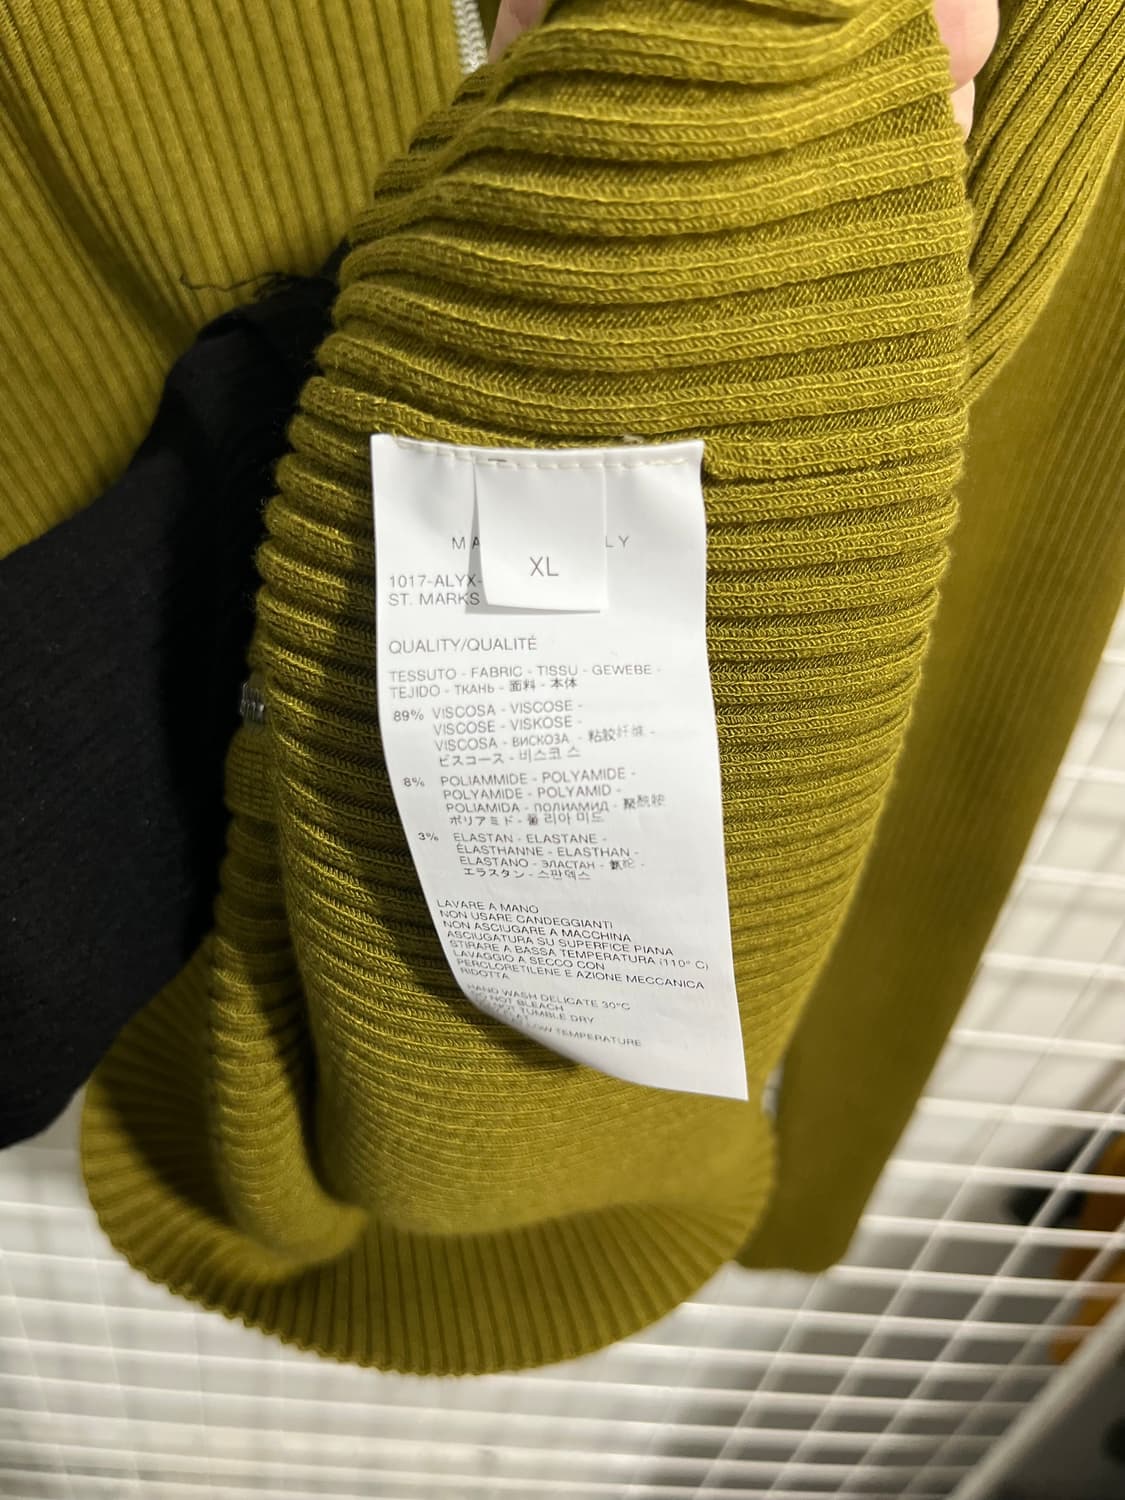 XL
MA LY
1017-ALYX-
ST. MARKS
QUALITY/QUALITÉ
TESSUTO - FABRIC - TISSU - GEWEBE -
TEJIDO - ТКАНЬ - 面料 - 本体
89% VISCOSA - VISCOSE -
VISCOSE - VISKOSE -
VISCOSA - ВИСКОЗА - 粘胶纤维 -
ビスコース - 비스코스
8% POLIAMMIDE - POLYAMIDE -
POLYAMIDE - POLYAMID -
POLIAMIDA - ПОЛИАМИД - 聚酰胺
ポリアミド - 폴리아미드
3% ELASTAN - ELASTANE -
ÉLASTHANNE - ELASTHAN -
ELASTANO - ЭЛАСТАН -
エラスタン - 스판덱스
LAVARE A MANO
NON USARE CANDEGGIANTI
NON ASCIUGARE A MACCHINA
ASCIUGATURA SU SUPERFICE PIANA
STIRARE A BASSA TEMPERATURA (110° C)
LAVAGGIO A SECCO CON
PERCLORETILENE E AZIONE MECCANICA
RIDOTTA
HAND WASH DELICATE 30°C
DO NOT BLEACH
NOT TUMBLE DRY
FLAT
LOW TEMPERATURE